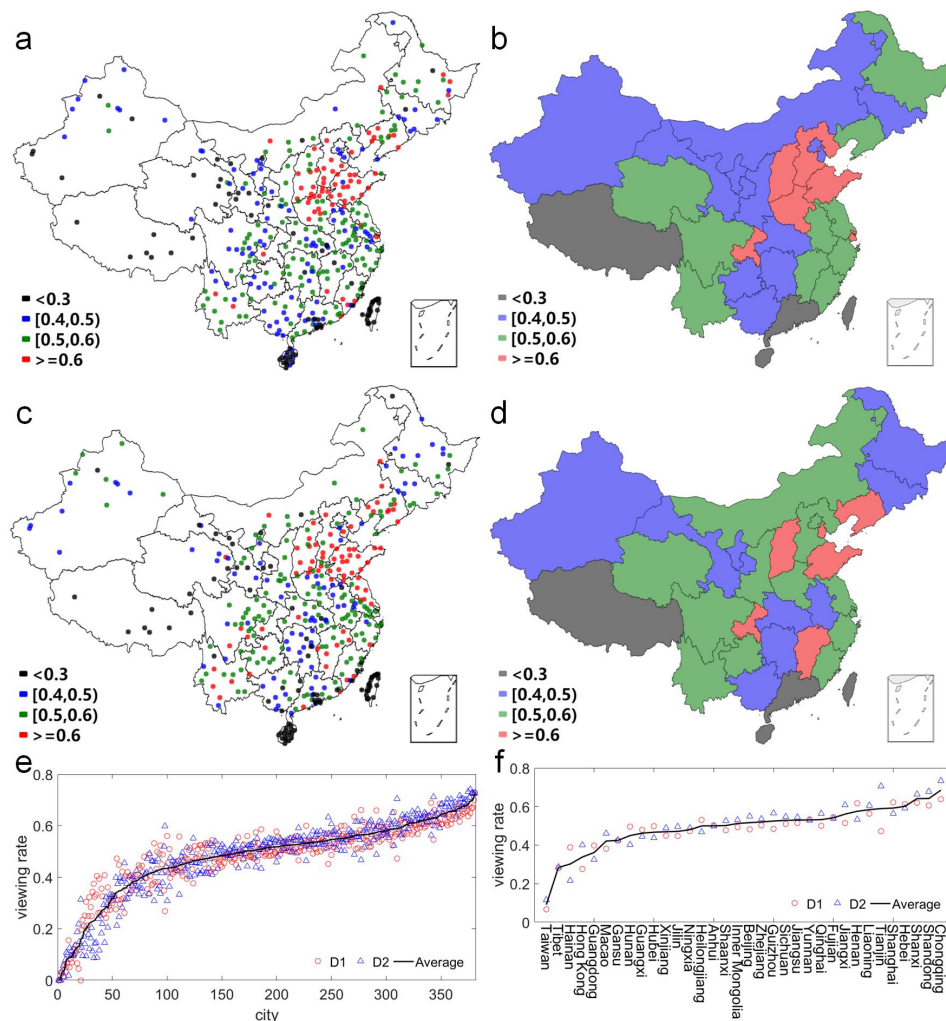 a
b
<0.3
[0.4,0.5)
[0.5,0.6)
>=0.6
<0.3
[0.4,0.5)
[0.5,0.6)
>=0.6
c
d
<0.3
[0.4,0.5)
[0.5,0.6)
>=0.6
<0.3
[0.4,0.5)
[0.5,0.6)
>=0.6
e
0.8
0.6
0.4
0.2
0
viewing rate
0
50
100
150
200
250
300
350
city
D1
D2
Average
f
0.8
0.6
0.4
0.2
0
viewing rate
D1
D2
Average
Taiwan
Tibet
Hainan
Hong Kong
Guangdong
Macao
Gansu
Hunan
Guangxi
Hubei
Xinjiang
Jilin
Ningxia
Heilongjiang
Anhui
Shaanxi
Inner Mongolia
Beijing
Zhejiang
Guizhou
Sichuan
Jiangsu
Yunnan
Qinghai
Fujian
Jiangxi
Henan
Liaoning
Tianjin
Shanghai
Hebei
Shanxi
Shandong
Chongqing